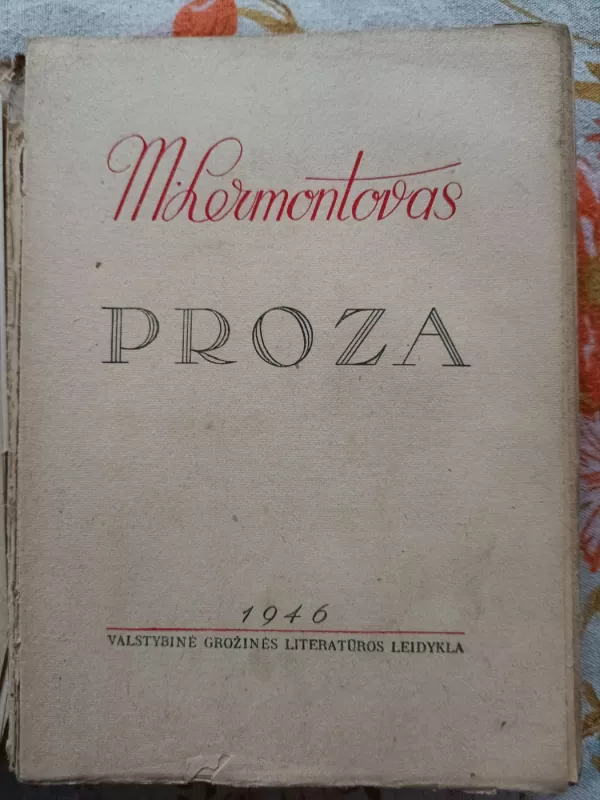 M. Lermontovas
PROZA
1946
VALSTYBINĖ GROŽINĖS LITERATŪROS LEIDYKLA